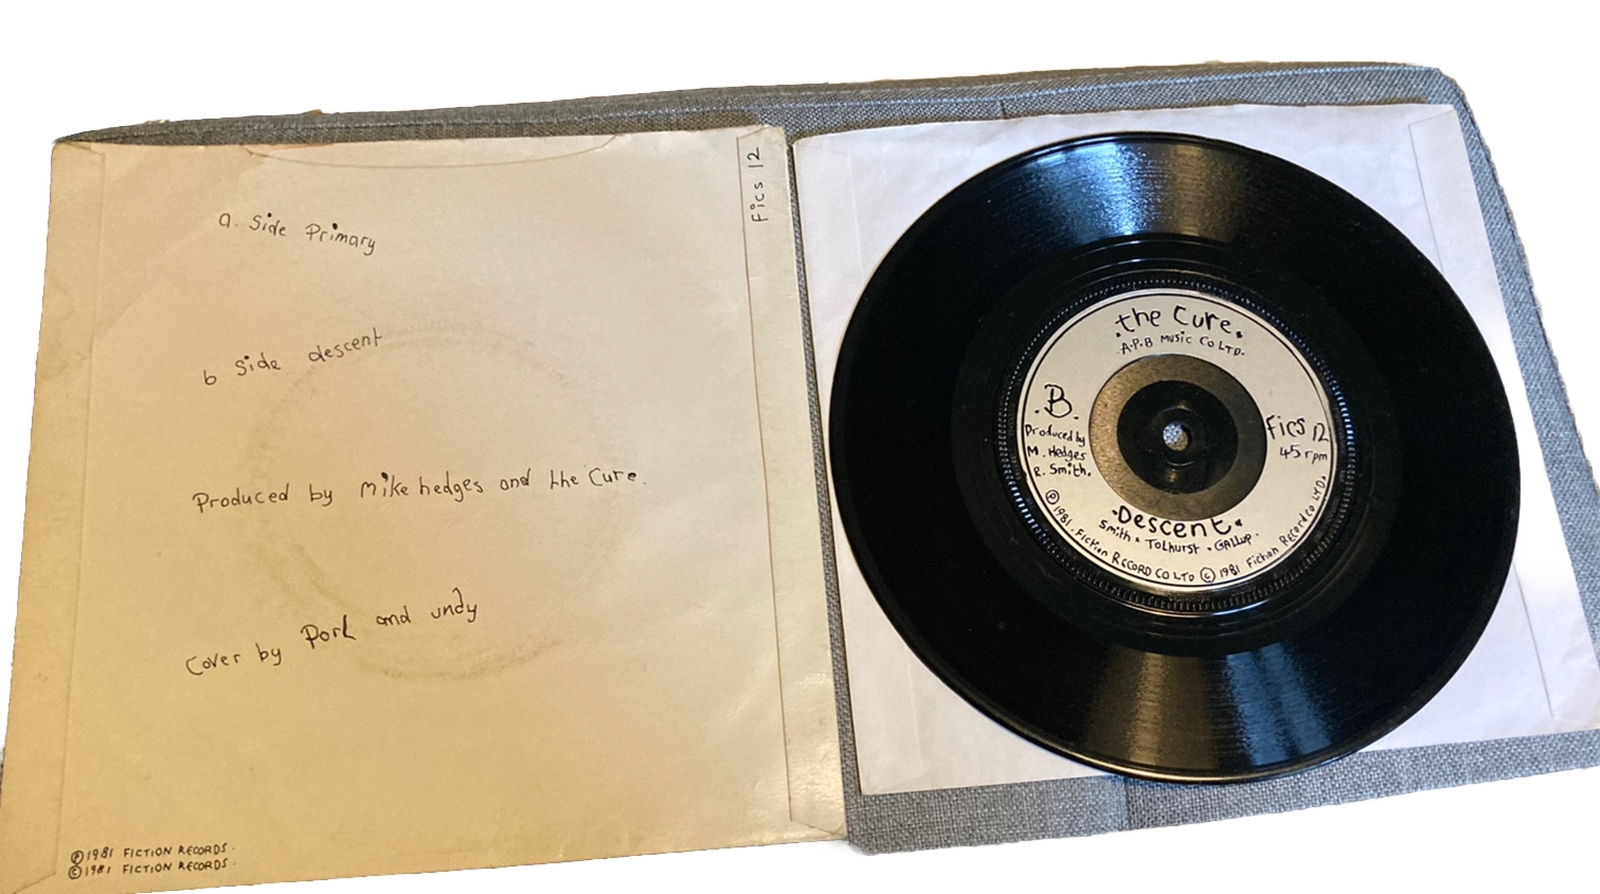 a. Side Primary
b Side descent
Produced by Mike hedges and the Cure.
Cover by Porl and undy
℗1981 FICTION RECORDS.
©1981 FICTION RECORDS.
Fics 12
·the Cure·
·A·P·B MUSIC CO LTD·
·B·
Produced by
M. Hedges
R. Smith.
Fics 12
45 rpm
·Descent·
Smith · Tolhurst · GALLUP ·
℗1981 · Fiction RECORD CO LTD © 1981 Fiction RECORD CO LTD.